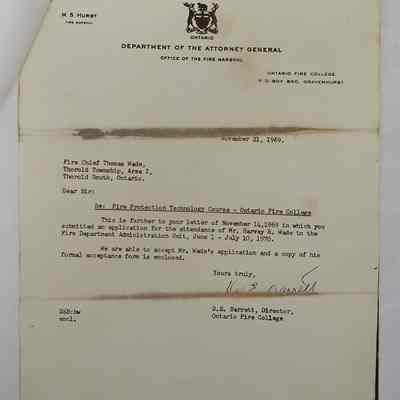 M. S. HURST
FIRE MARSHAL
ONTARIO
DEPARTMENT OF THE ATTORNEY GENERAL
OFFICE OF THE FIRE MARSHAL
ONTARIO FIRE COLLEGE
P. O. BOX 850, GRAVENHURST
November 21, 1969.
Fire Chief Thomas Wade,
Thorold Township, Area I,
Thorold South, Ontario.
Dear Sir:
Re: Fire Protection Technology Course - Ontario Fire College
This is further to your letter of November 14, 1969 in which you
submitted an application for the attendance of Mr. Harvey A. Wade to the
Fire Department Administration Unit, June 1 - July 10, 1970.
We are able to accept Mr. Wade's application and a copy of his
formal acceptance form is enclosed.
Yours truly,
DSB:bw
encl.
D.S. Barrett, Director,
Ontario Fire College